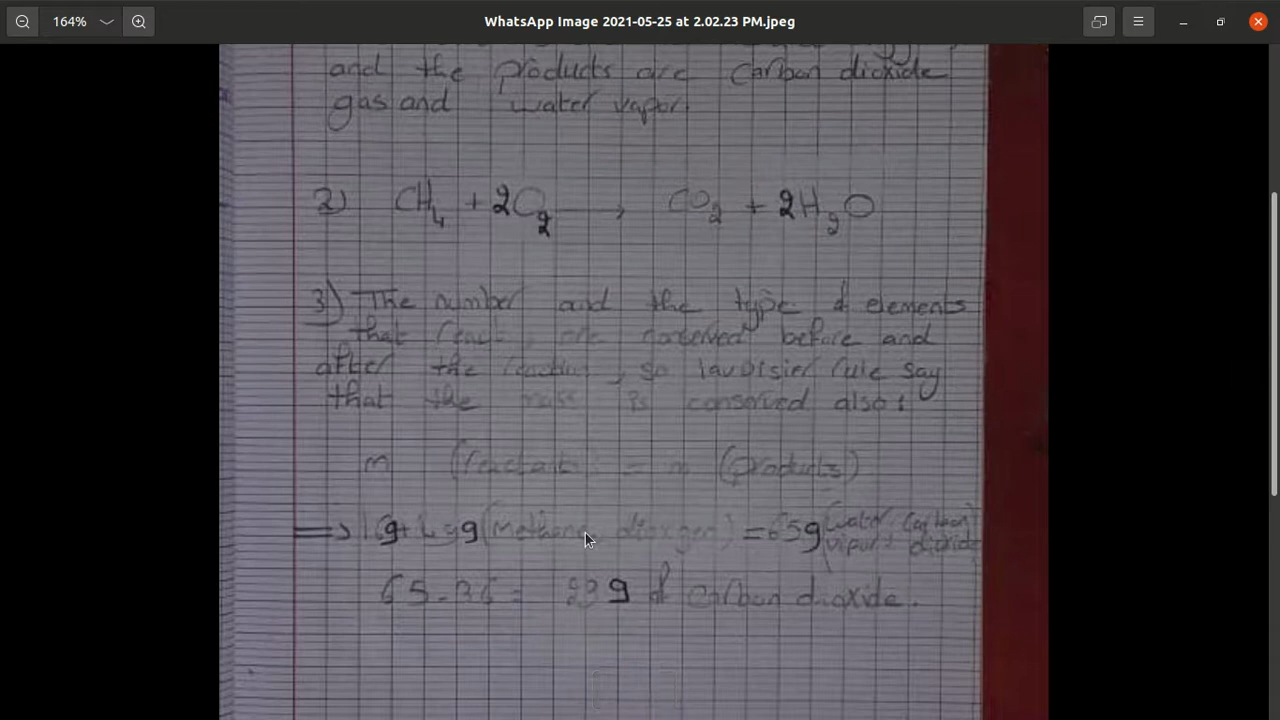 164%
WhatsApp Image 2021-05-25 at 2.02.23 PM.jpeg
and the products are carbon dioxide
gas and water vapor.
2) CH4 + 2O2 → CO2 + 2H2O
3) The number and the type of elements
that react, are conserved before and
after the reaction, so lavoisier rule say
that the mass is conserved also:
m (reactants) = m (products)
=> 16g + g (methane dioxygen) = 65g (water vapor + carbon dioxide
65 - 36 = g of carbon dioxide.